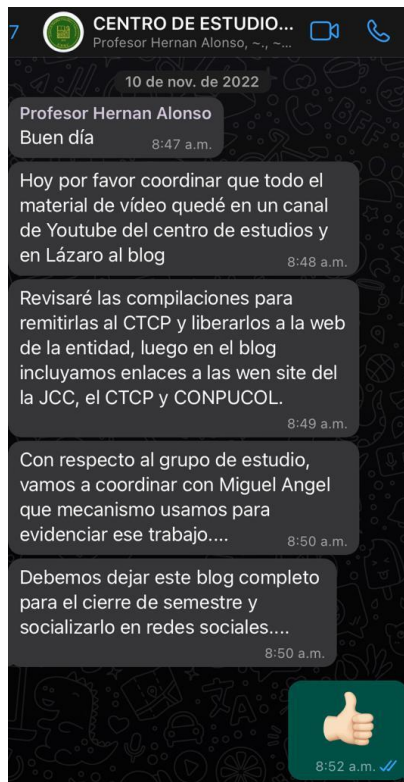 7
CENTRO DE ESTUDIO...
Profesor Hernan Alonso, ~., ~...
10 de nov. de 2022
Profesor Hernan Alonso
Buen día
8:47 a.m.
Hoy por favor coordinar que todo el
material de vídeo quedé en un canal
de Youtube del centro de estudios y
en Lázaro al blog
8:48 a.m.
Revisaré las compilaciones para
remitirlas al CTCP y liberarlos a la web
de la entidad, luego en el blog
incluyamos enlaces a las wen site del
la JCC, el CTCP y CONPUCOL.
8:49 a.m.
Con respecto al grupo de estudio,
vamos a coordinar con Miguel Angel
que mecanismo usamos para
evidenciar ese trabajo....
8:50 a.m.
Debemos dejar este blog completo
para el cierre de semestre y
socializarlo en redes sociales....
8:50 a.m.
8:52 a.m.